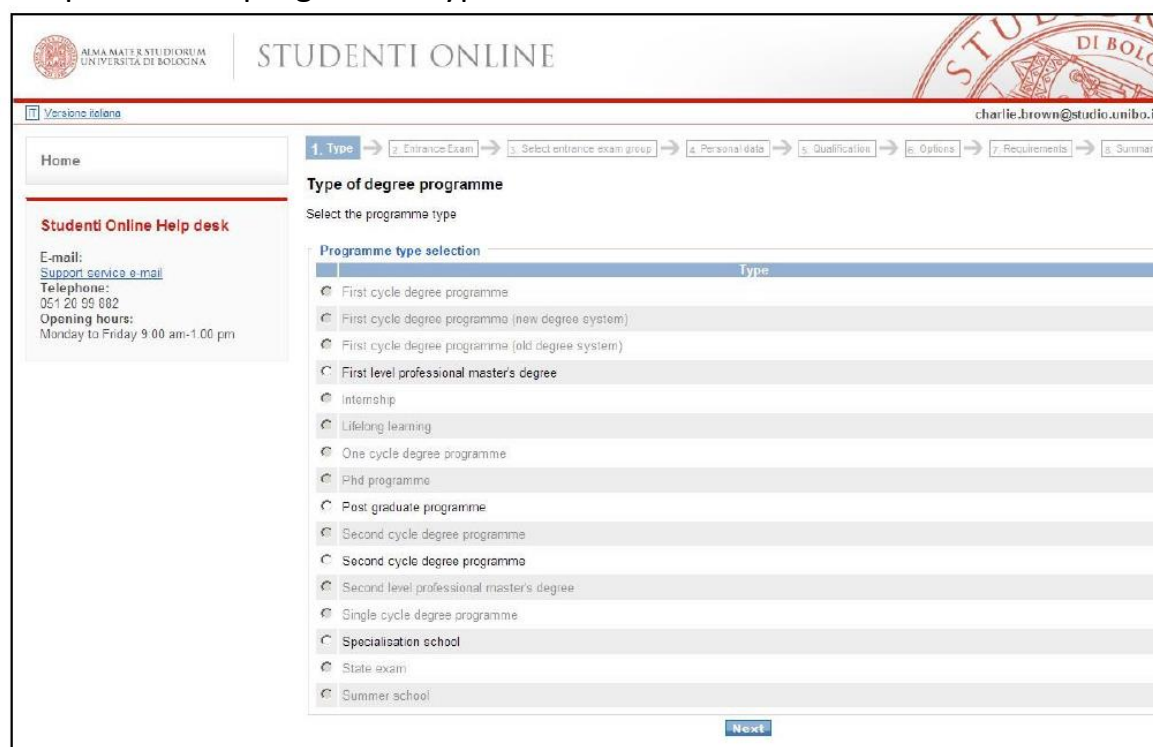 ALMA MATER STUDIORUM
UNIVERSITÀ DI BOLOGNA
STUDENTI ONLINE
DI BOLO
IT Versione italiana
charlie.brown@studio.unibo.i
Home
1. Type
2. Entrance Exam
3. Select entrance exam group
4. Personal data
5. Qualification
6. Options
7. Requirements
8. Summar
Type of degree programme
Select the programme type
Studenti Online Help desk
E-mail:
Support service e-mail
Telephone:
051 20 99 882
Opening hours:
Monday to Friday 9:00 am-1.00 pm
Programme type selection
Type
First cycle degree programme
First cycle degree programme (new degree system)
First cycle degree programme (old degree system)
First level professional master's degree
Internship
Lifelong learning
One cycle degree programme
Phd programme
Post graduate programme
Second cycle degree programme
Second cycle degree programme
Second level professional master's degree
Single cycle degree programme
Specialisation school
State exam
Summer school
Next